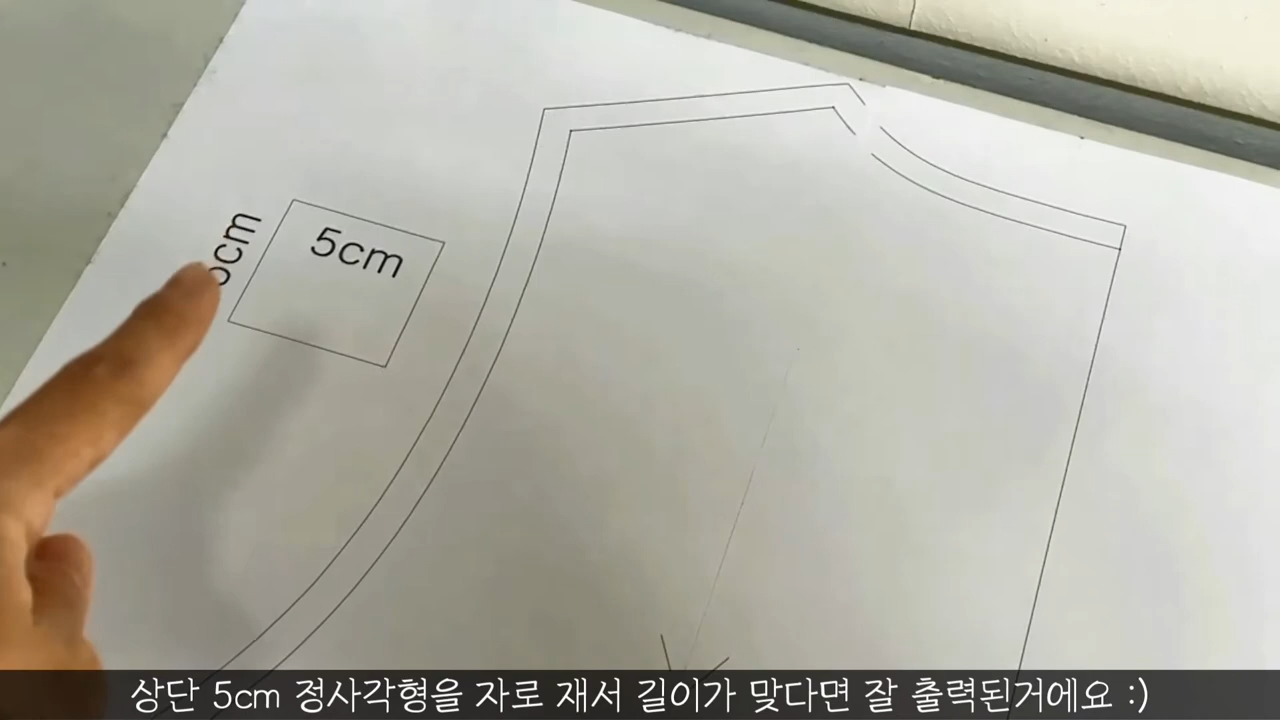 5cm
cm
상단 5cm 정사각형을 자로 재서 길이가 맞다면 잘 출력된거에요 :)